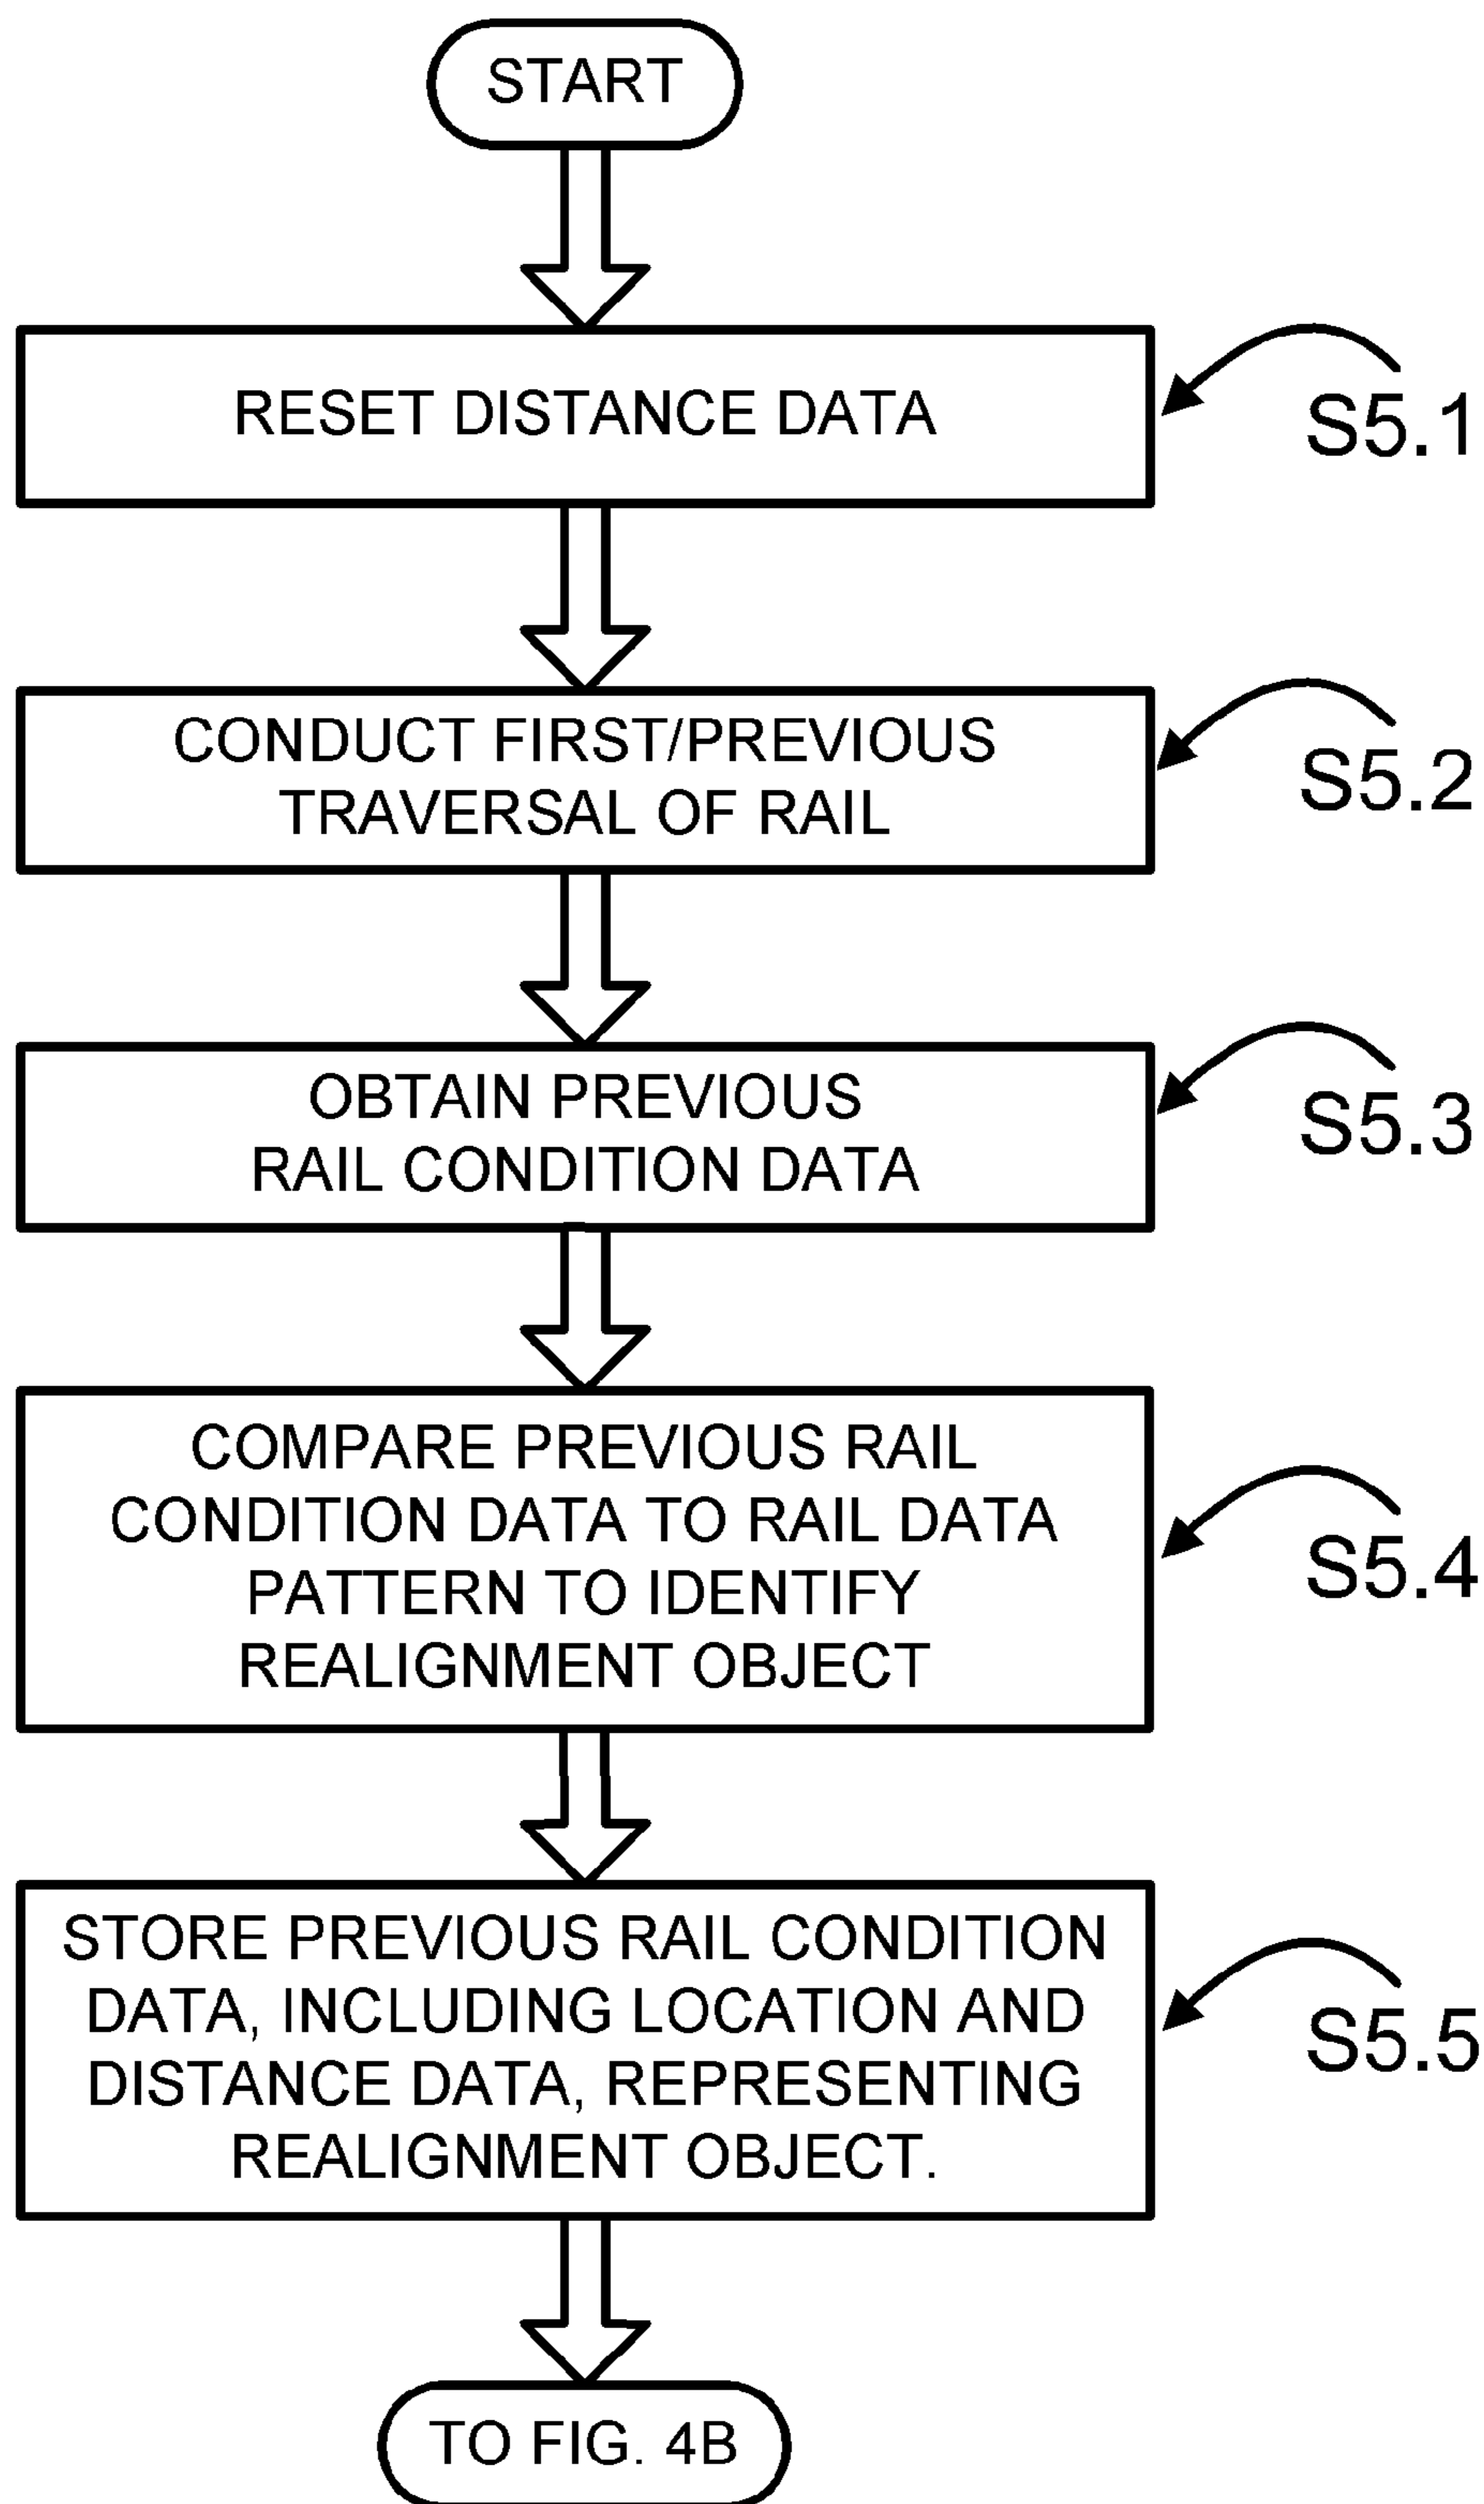 START
RESET DISTANCE DATA
S5.1
CONDUCT FIRST/PREVIOUS
TRAVERSAL OF RAIL
S5.2
OBTAIN PREVIOUS
RAIL CONDITION DATA
S5.3
COMPARE PREVIOUS RAIL
CONDITION DATA TO RAIL DATA
PATTERN TO IDENTIFY
REALIGNMENT OBJECT
S5.4
STORE PREVIOUS RAIL CONDITION
DATA, INCLUDING LOCATION AND
DISTANCE DATA, REPRESENTING
REALIGNMENT OBJECT.
S5.5
TO FIG. 4B